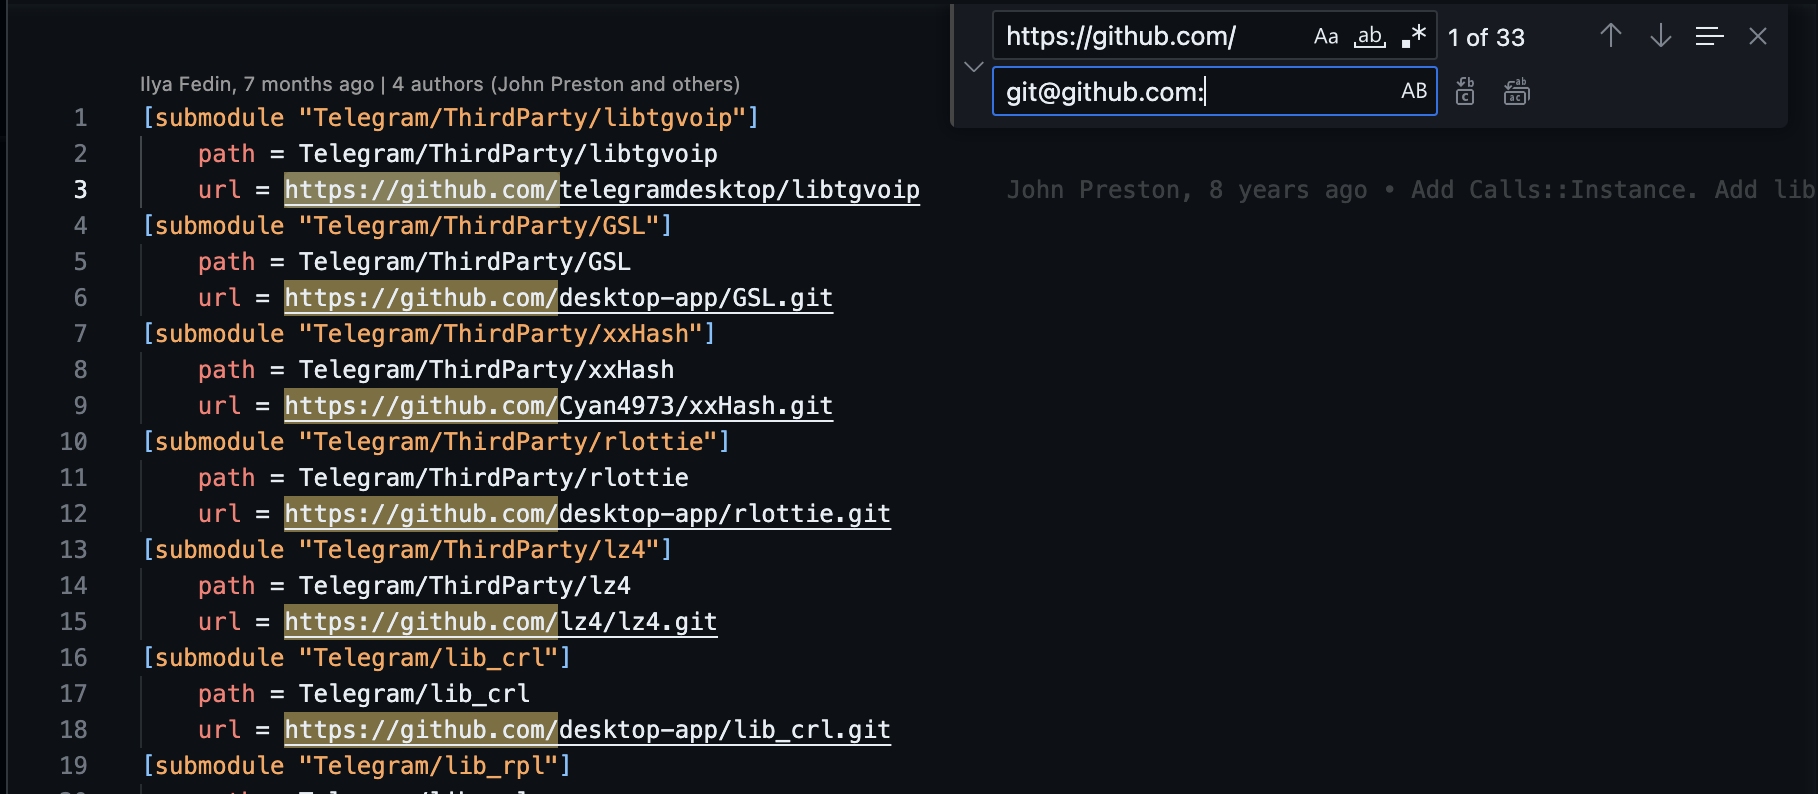 https://github.com/ Aa ab .* 1 of 33
git@github.com: AB
Ilya Fedin, 7 months ago | 4 authors (John Preston and others)
1 [submodule "Telegram/ThirdParty/libtgvoip"]
2 path = Telegram/ThirdParty/libtgvoip
3 url = https://github.com/telegramdesktop/libtgvoip John Preston, 8 years ago • Add Calls::Instance. Add lib
4 [submodule "Telegram/ThirdParty/GSL"]
5 path = Telegram/ThirdParty/GSL
6 url = https://github.com/desktop-app/GSL.git
7 [submodule "Telegram/ThirdParty/xxHash"]
8 path = Telegram/ThirdParty/xxHash
9 url = https://github.com/Cyan4973/xxHash.git
10 [submodule "Telegram/ThirdParty/rlottie"]
11 path = Telegram/ThirdParty/rlottie
12 url = https://github.com/desktop-app/rlottie.git
13 [submodule "Telegram/ThirdParty/lz4"]
14 path = Telegram/ThirdParty/lz4
15 url = https://github.com/lz4/lz4.git
16 [submodule "Telegram/lib_crl"]
17 path = Telegram/lib_crl
18 url = https://github.com/desktop-app/lib_crl.git
19 [submodule "Telegram/lib_rpl"]